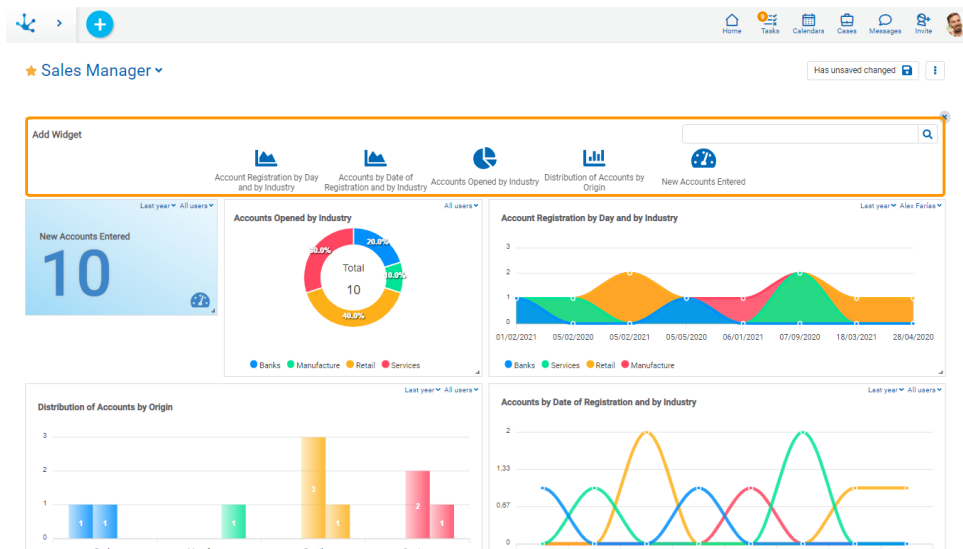 9
Home
Tasks
Calendars
Cases
Messages
Invite
Sales Manager
Has unsaved changed
Add Widget
Account Registration by Day
and by Industry
Accounts by Date of
Registration and by Industry
Accounts Opened by Industry
Distribution of Accounts by
Origin
New Accounts Entered
Last year All users
New Accounts Entered
10
All users
Accounts Opened by Industry
20.0%
10.0%
40.0%
30.0%
Total
10
Banks Manufacture Retail Services
Last year Alex Farías
Account Registration by Day and by Industry
3
2
1
0
01/02/2021 05/02/2020 05/02/2021 05/05/2020 06/01/2021 07/09/2020 18/03/2021 28/04/2020
Banks Services Retail Manufacture
Last year All users
Distribution of Accounts by Origin
3
2
1
0
1 1 1 3 1 2 1
Last year All users
Accounts by Date of Registration and by Industry
2
1,33
0,67
0